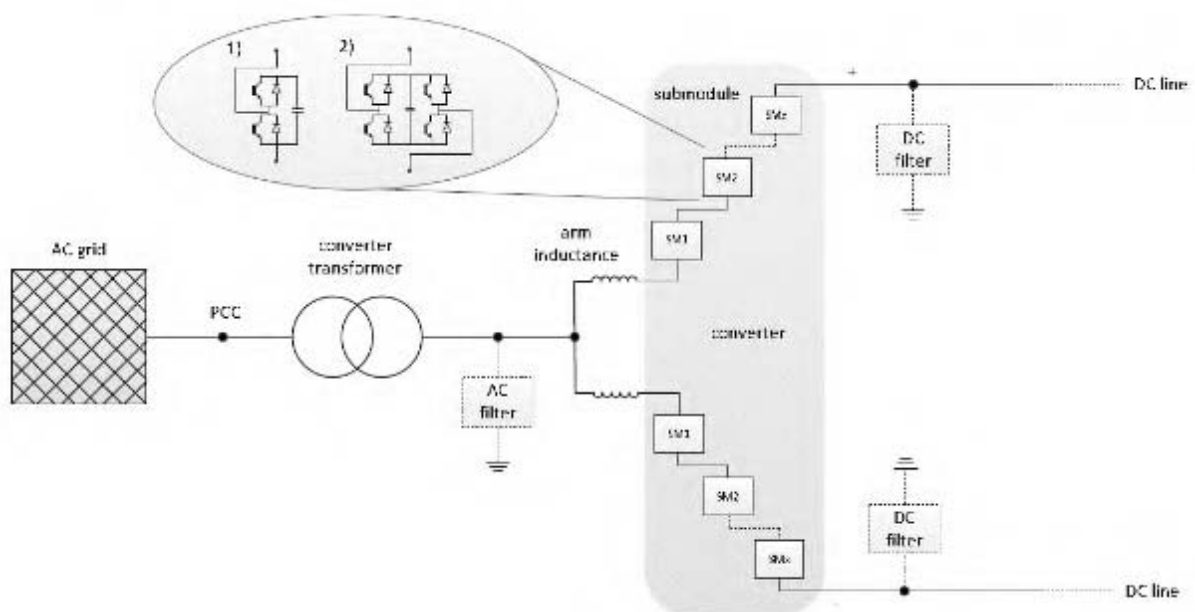 1)
2)
+
DC line
submodule
SMx
DC
filter
SM2
AC grid
converter
transformer
arm
inductance
SM1
PCC
converter
AC
filter
SM1
SM2
DC
filter
SMx
DC line